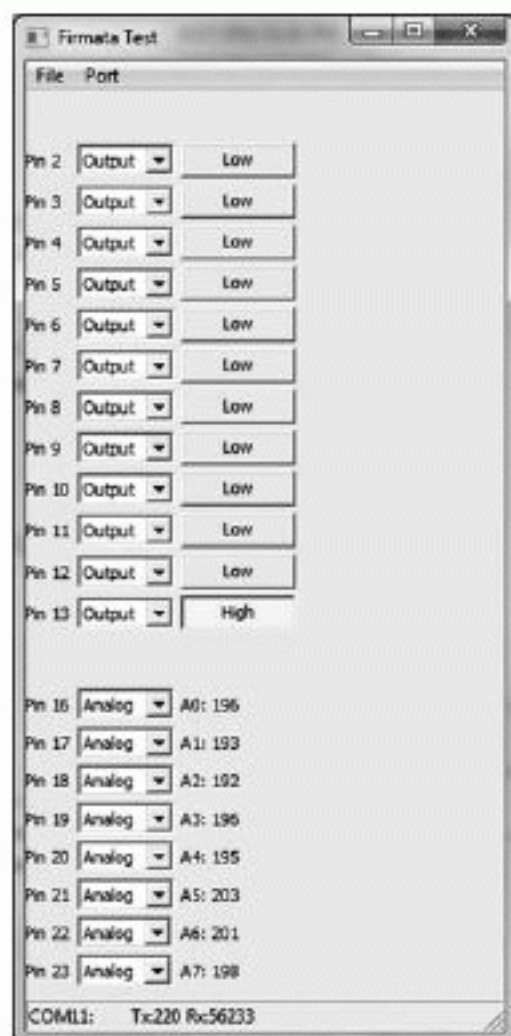 Firmata Test
File Port
Pin 2 Output Low
Pin 3 Output Low
Pin 4 Output Low
Pin 5 Output Low
Pin 6 Output Low
Pin 7 Output Low
Pin 8 Output Low
Pin 9 Output Low
Pin 10 Output Low
Pin 11 Output Low
Pin 12 Output Low
Pin 13 Output High
Pin 16 Analog A0: 196
Pin 17 Analog A1: 193
Pin 18 Analog A2: 192
Pin 19 Analog A3: 196
Pin 20 Analog A4: 195
Pin 21 Analog A5: 203
Pin 22 Analog A6: 201
Pin 23 Analog A7: 198
COM11: Tx:220 Rx:56233